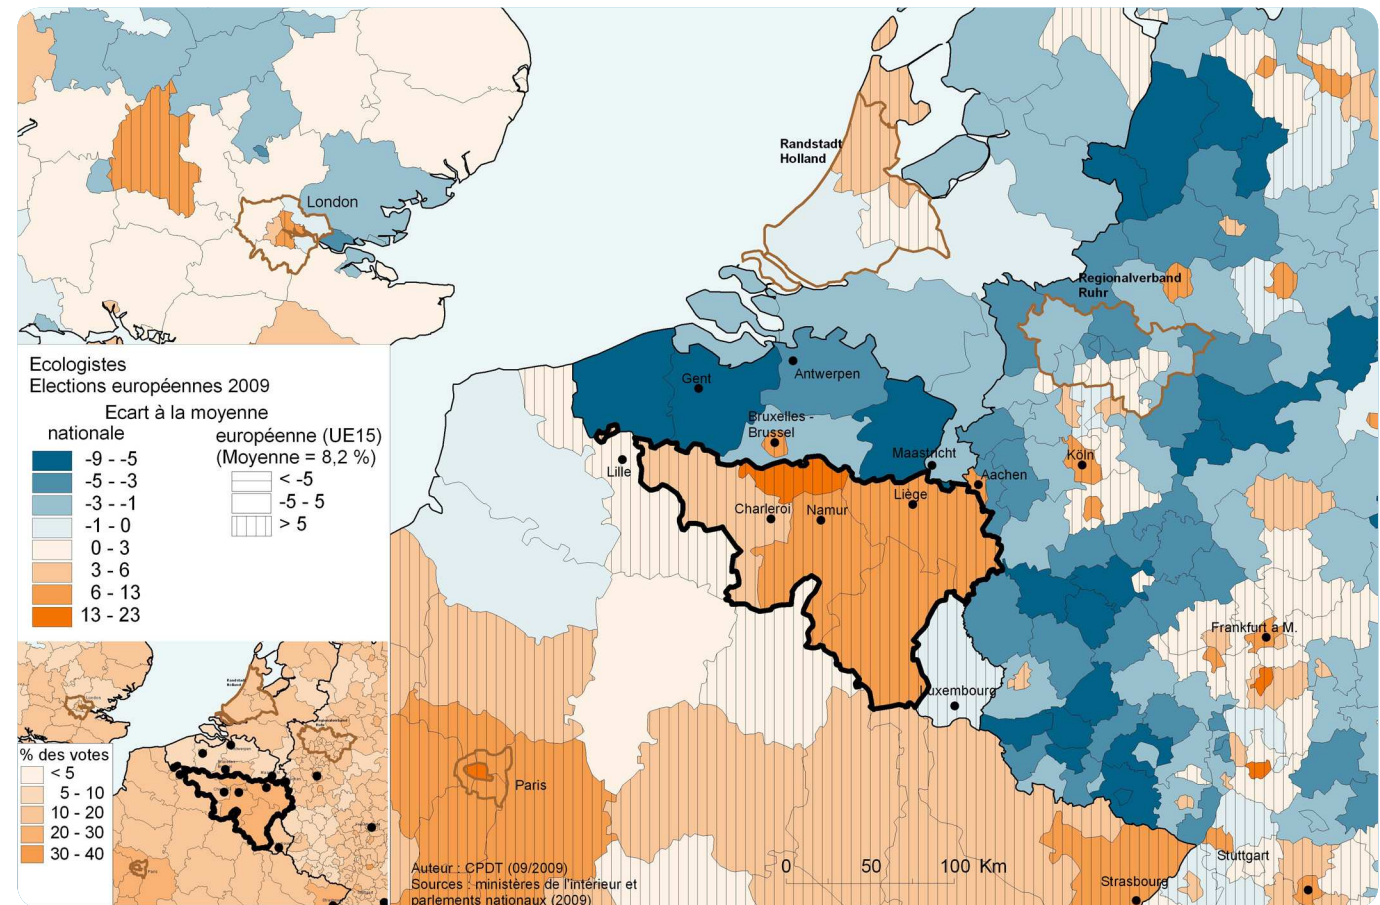 Randstadt
Holland
London
Regionalverband
Ruhr
Ecologistes
Elections européennes 2009
Ecart à la moyenne
nationale
européenne (UE15)
(Moyenne = 8,2 %)
-9 - -5
-5 - -3
-3 - -1
-1 - 0
0 - 3
3 - 6
6 - 13
13 - 23
< -5
-5 - 5
> 5
Gent
Antwerpen
Bruxelles -
Brussel
Maastricht
Lille
Aachen
Köln
Liège
Charleroi
Namur
Frankfurt a M.
Luxembourg
Paris
Stuttgart
Strasbourg
% des votes
< 5
5 - 10
10 - 20
20 - 30
30 - 40
0 50 100 Km
Auteur : CPDT (09/2009)
Sources : ministères de l'intérieur et
parlements nationaux (2009)